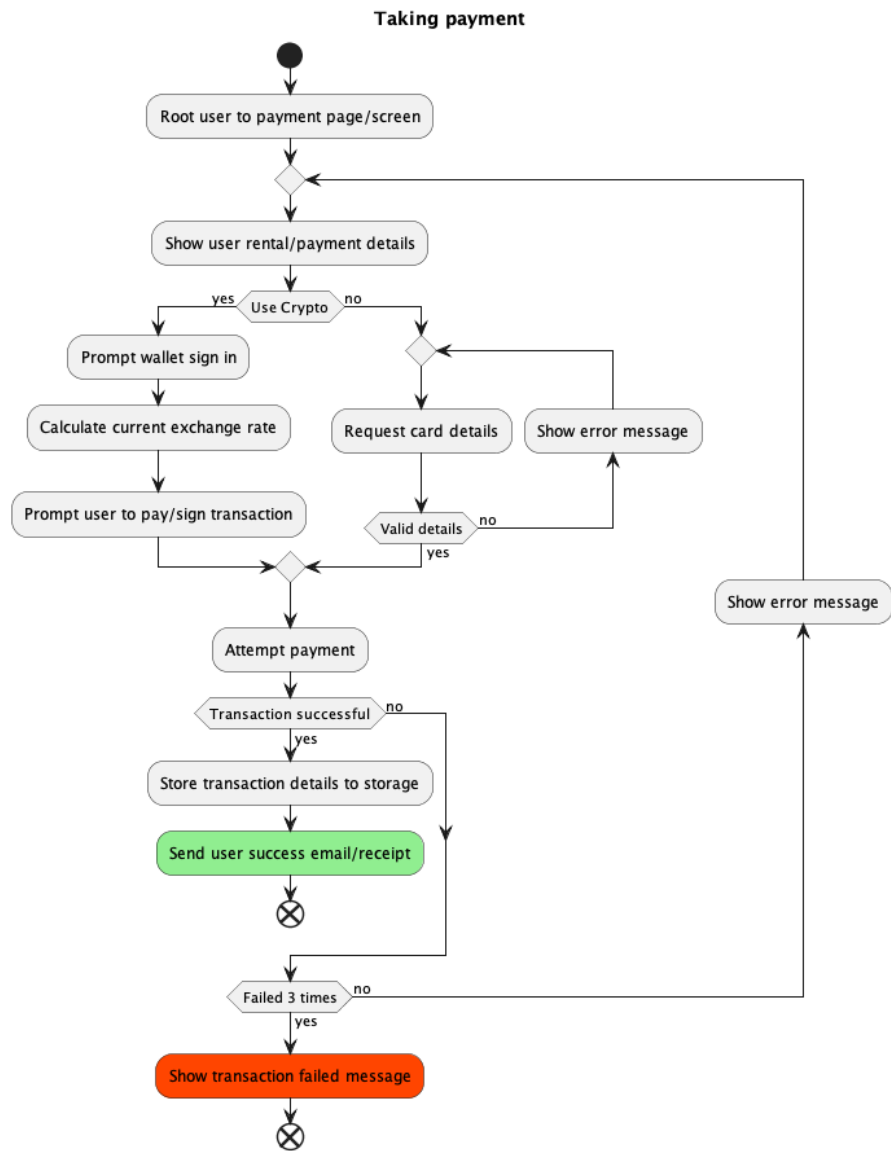 Taking payment
Root user to payment page/screen
Show user rental/payment details
yes
Use Crypto
no
Prompt wallet sign in
Calculate current exchange rate
Prompt user to pay/sign transaction
Request card details
Show error message
Valid details
no
yes
Show error message
Attempt payment
Transaction successful
no
yes
Store transaction details to storage
Send user success email/receipt
Failed 3 times
no
yes
Show transaction failed message